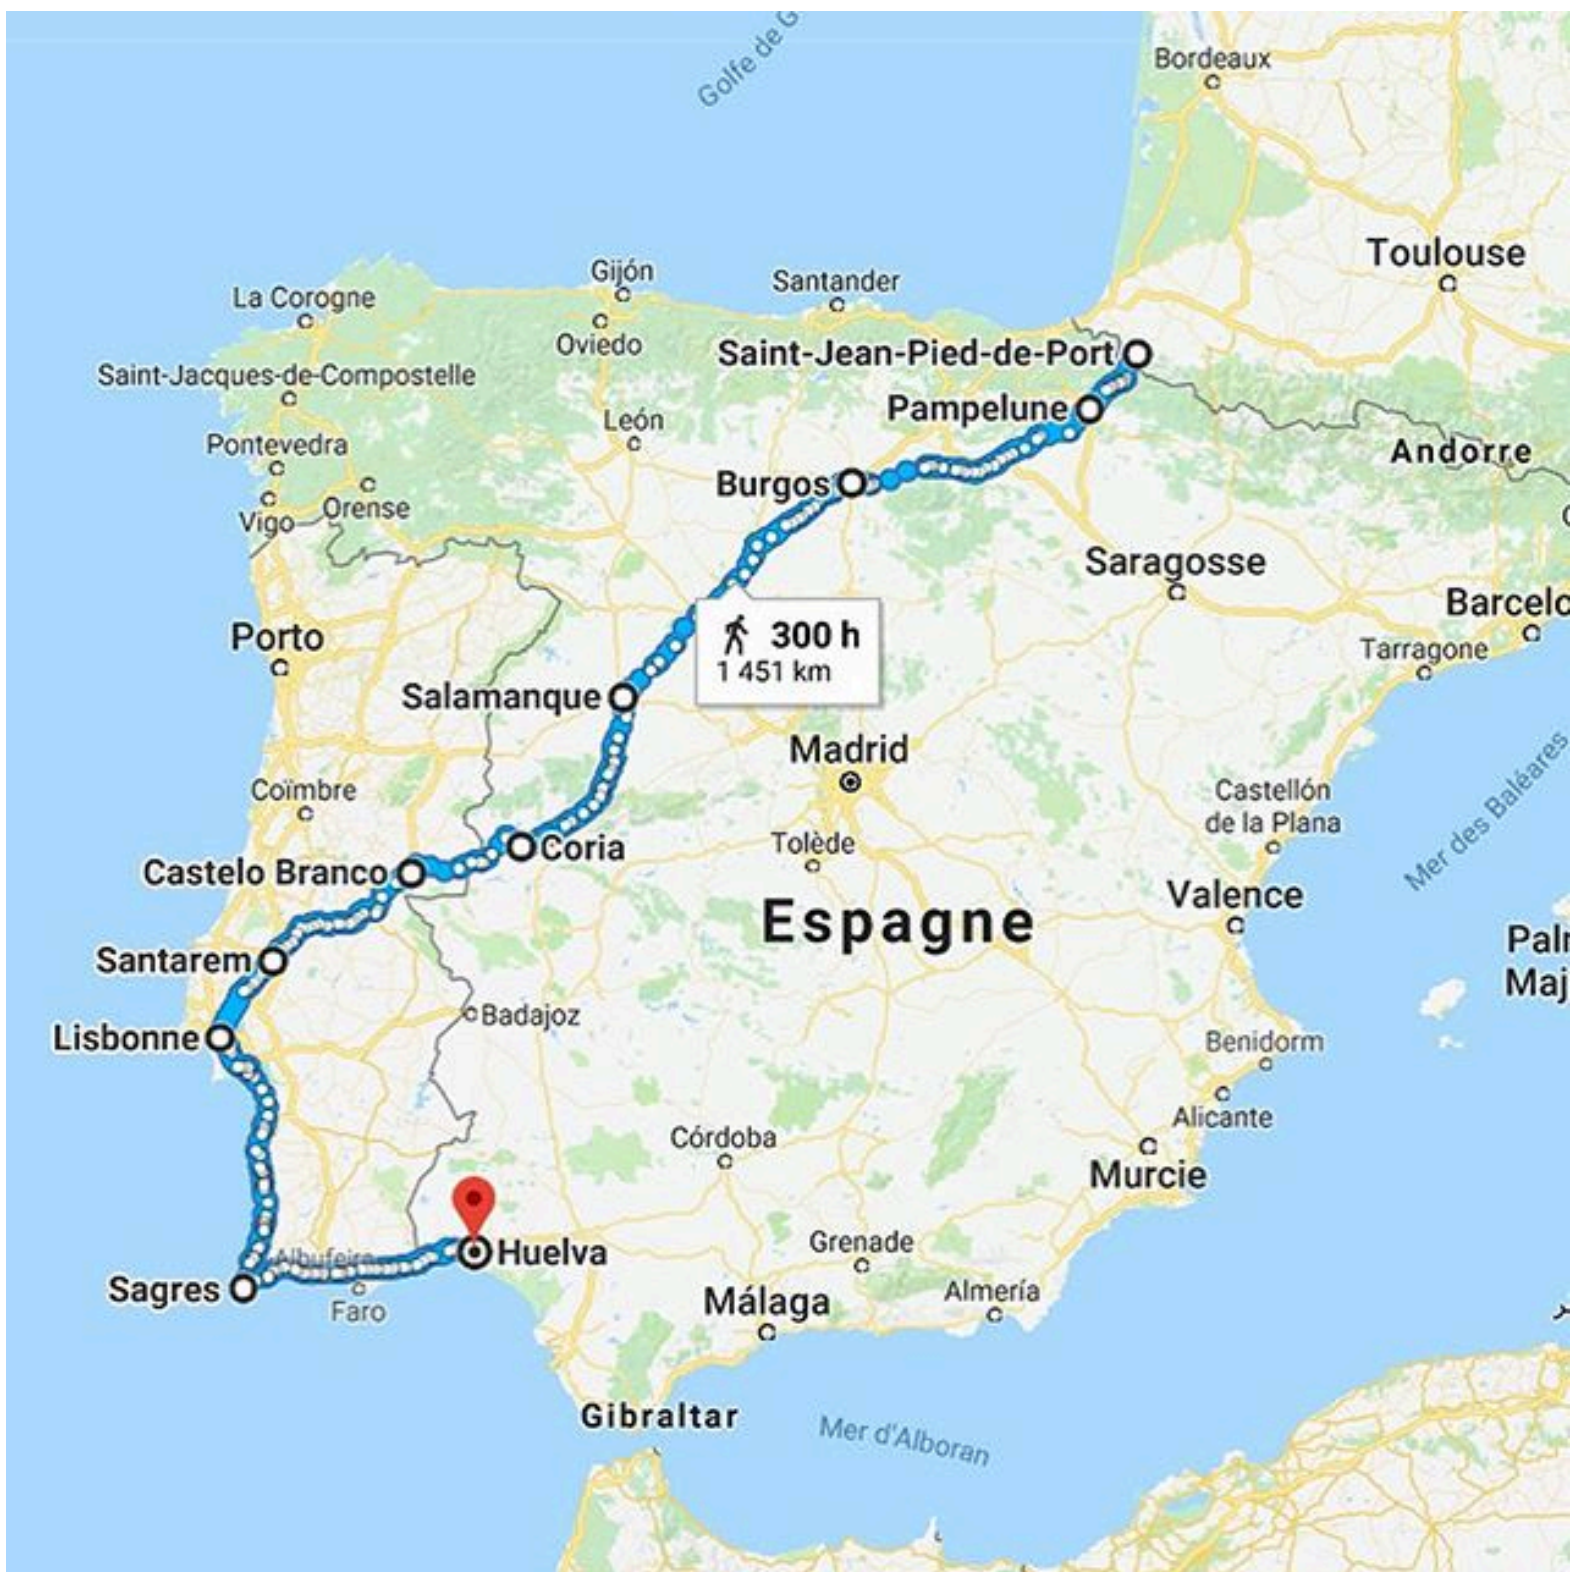 Golfe de G
Bordeaux
Toulouse
Gijón
Santander
La Corogne
Oviedo
Saint-Jean-Pied-de-Port
Saint-Jacques-de-Compostelle
Pampelune
León
Pontevedra
Andorre
Burgos
Vigo
Orense
Saragosse
Barcelo
Porto
300 h
1 451 km
Tarragone
Salamanque
Madrid
Coïmbre
Castellón
de la Plana
Mer des Baléares
Tolède
Coria
Castelo Branco
Valence
Espagne
Santarem
Badajoz
Lisbonne
Benidorm
Alicante
Córdoba
Murcie
Grenade
Albufeira
Huelva
Sagres
Faro
Málaga
Almería
Gibraltar
Mer d'Alboran